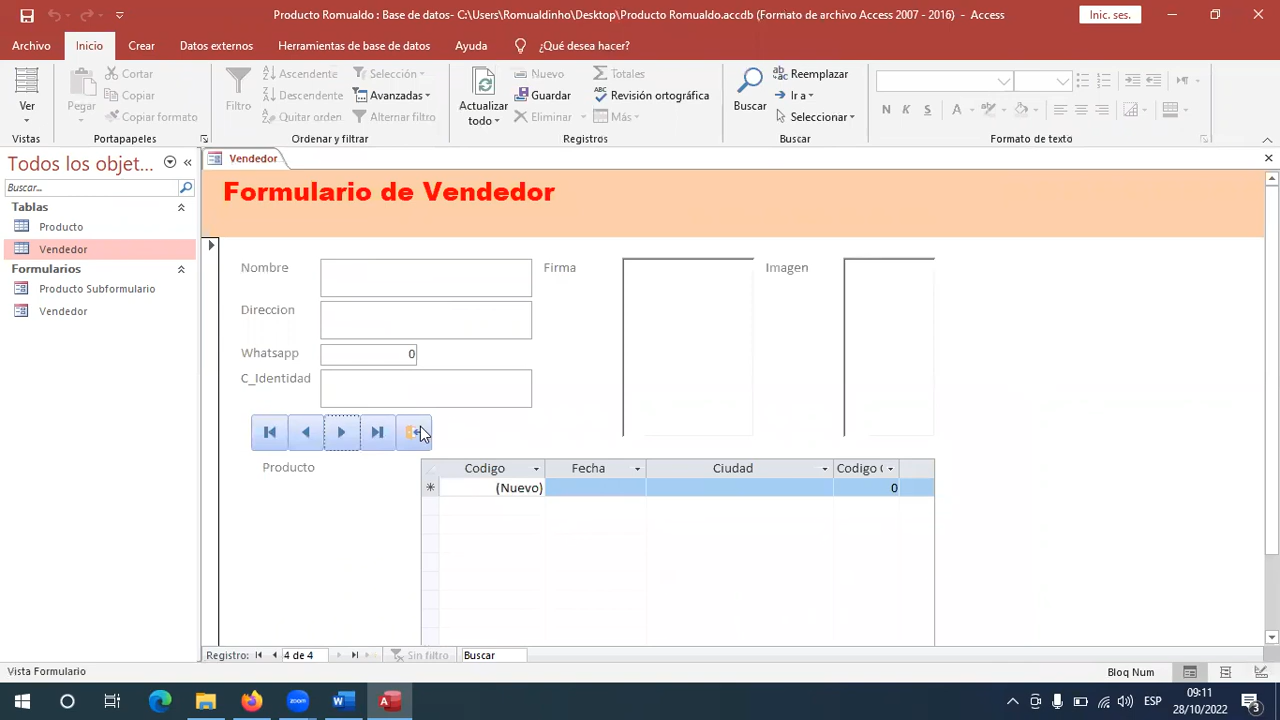 Producto Romualdo : Base de datos- C:\Users\Romualdinho\Desktop\Producto Romualdo.accdb (Formato de archivo Access 2007 - 2016) - Access
Inic. ses.
Archivo Inicio Crear Datos externos Herramientas de base de datos Ayuda ¿Qué desea hacer?
Ver
Vistas
Pegar
Cortar
Copiar
Copiar formato
Portapapeles
Filtro
Ascendente
Descendente
Quitar orden
Selección
Avanzadas
Alternar filtro
Ordenar y filtrar
Actualizar
todo
Nuevo
Guardar
Eliminar
Totales
Revisión ortográfica
Más
Registros
Buscar
Reemplazar
Ir a
Seleccionar
Buscar
N K S
A
Formato de texto
Todos los objet...
Buscar...
Tablas
Producto
Vendedor
Formularios
Producto Subformulario
Vendedor
Vendedor
Formulario de Vendedor
Nombre Firma Imagen
Direccion
Whatsapp 0
C_Identidad
Producto
Codigo Fecha Ciudad Codigo C
(Nuevo) 0
Registro: 4 de 4 Sin filtro Buscar
Vista Formulario Bloq Num
ESP
09:11
28/10/2022
3